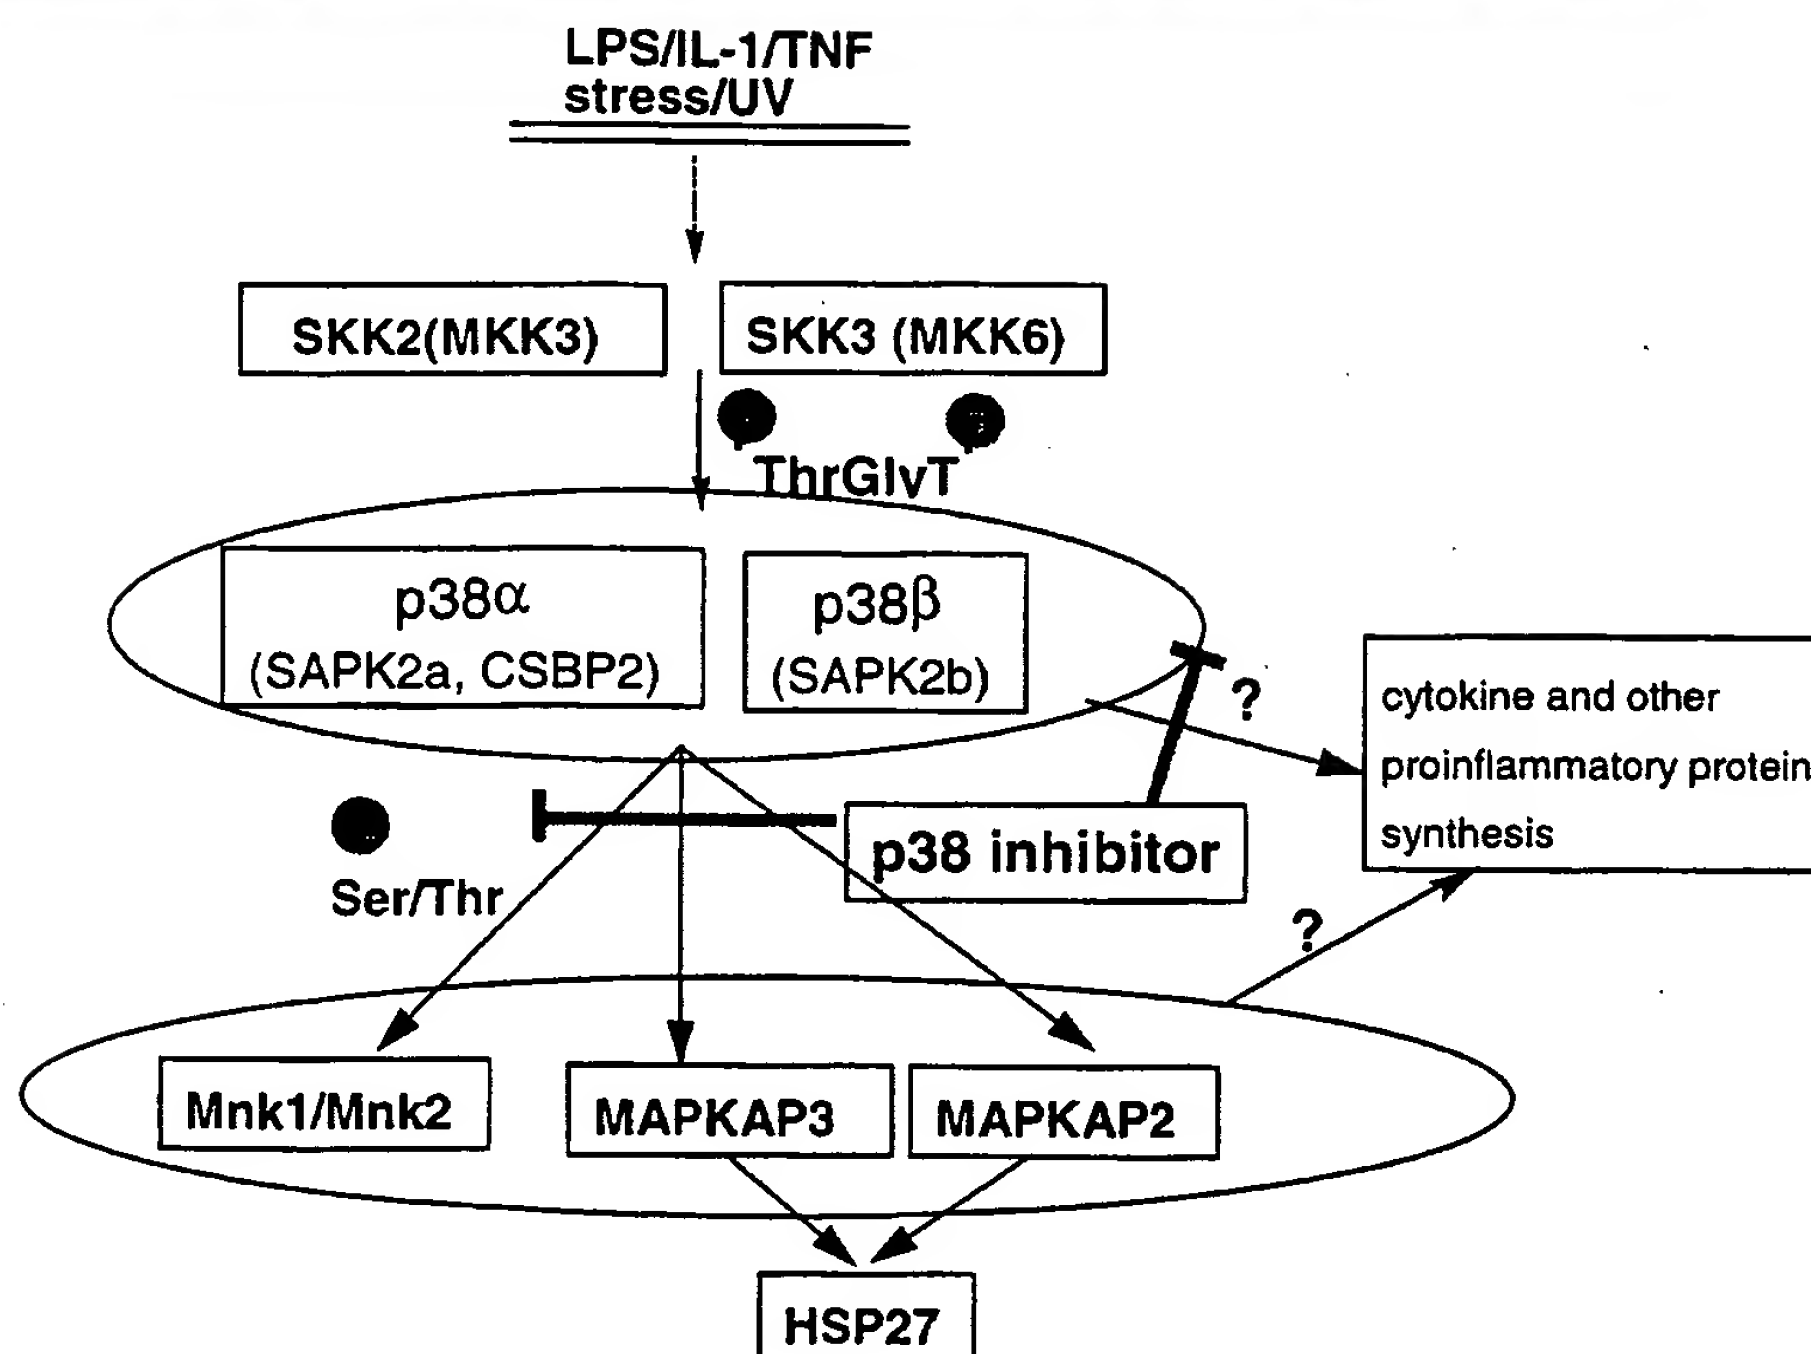 LPS/IL-1/TNF
stress/UV
SKK2(MKK3)
SKK3 (MKK6)
ThrGlyT
p38α
(SAPK2a, CSBP2)
p38β
(SAPK2b)
?
cytokine and other
proinflammatory protein
synthesis
p38 inhibitor
Ser/Thr
?
Mnk1/Mnk2
MAPKAP3
MAPKAP2
HSP27